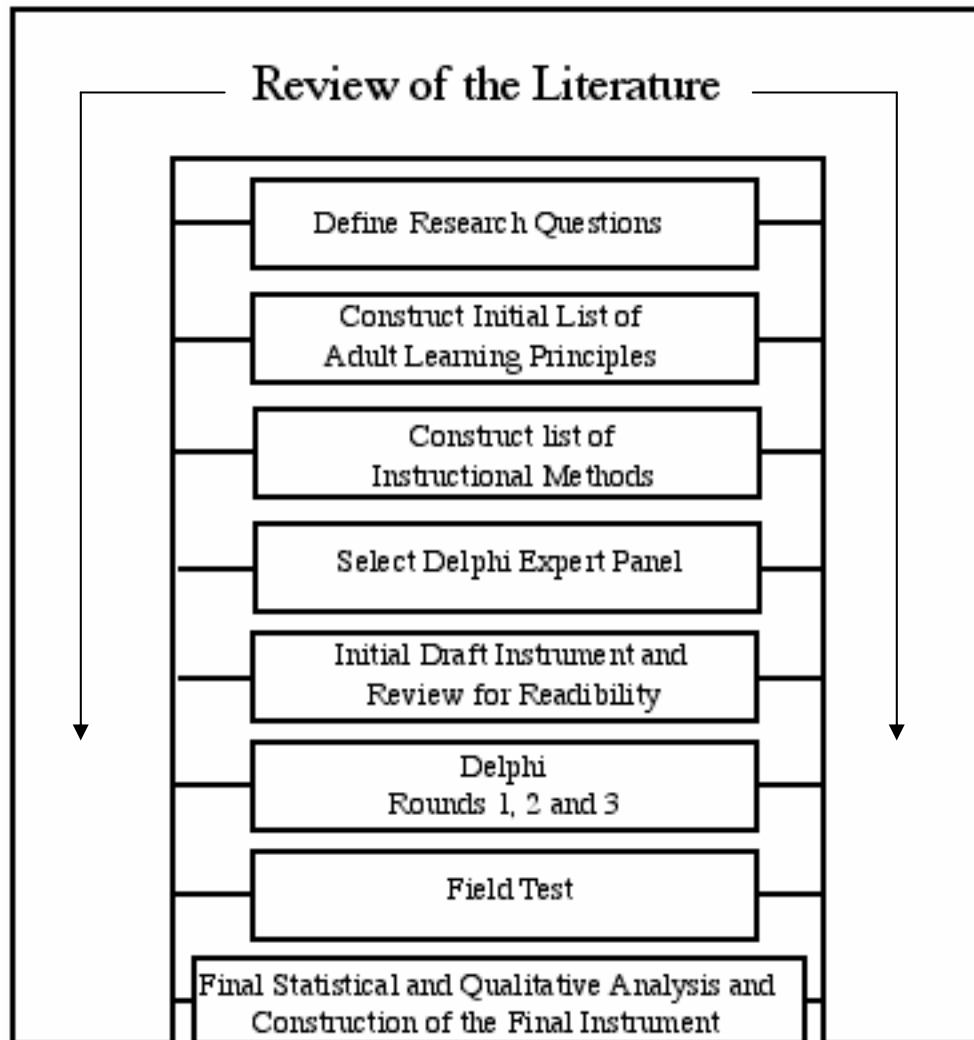 Review of the Literature
Define Research Questions
Construct Initial List of
Adult Learning Principles
Construct list of
Instructional Methods
Select Delphi Expert Panel
Initial Draft Instrument and
Review for Readibility
Delphi
Rounds 1, 2 and 3
Field Test
Final Statistical and Qualitative Analysis and
Construction of the Final Instrument